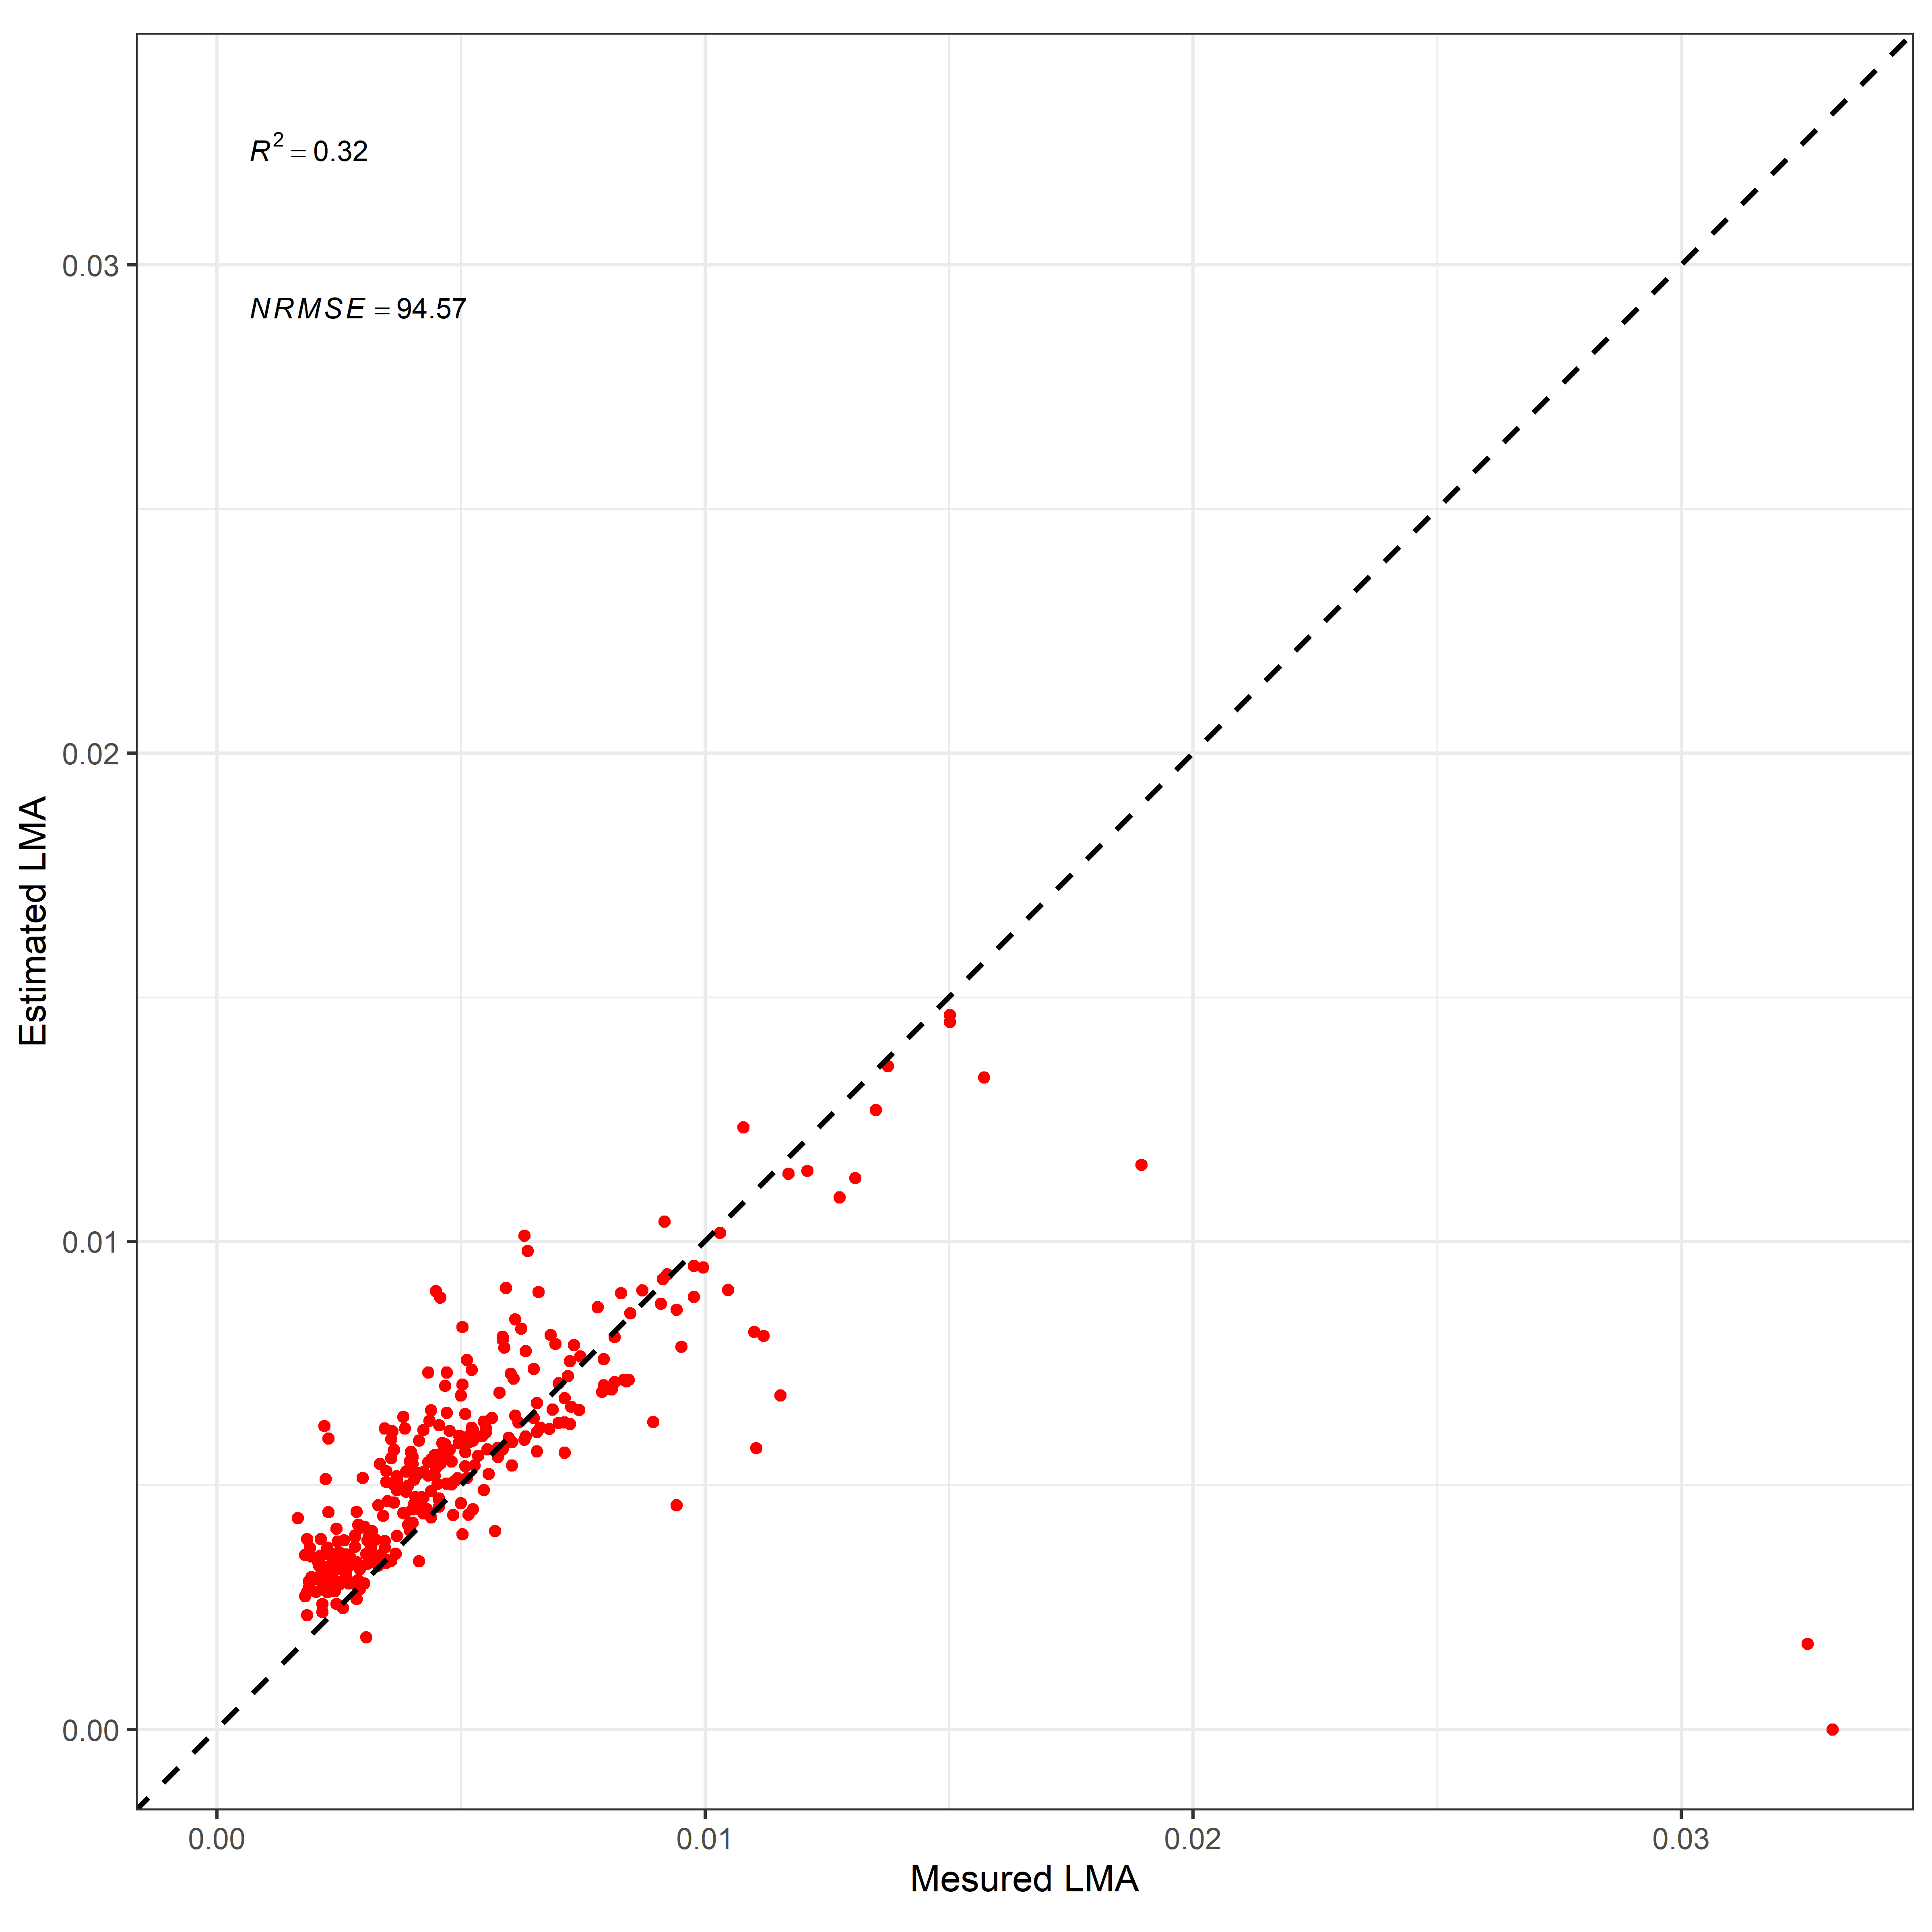 R² = 0.32
NRMSE = 94.57
0.03
0.02
0.01
0.00
Estimated LMA
0.00 0.01 0.02 0.03
Mesured LMA